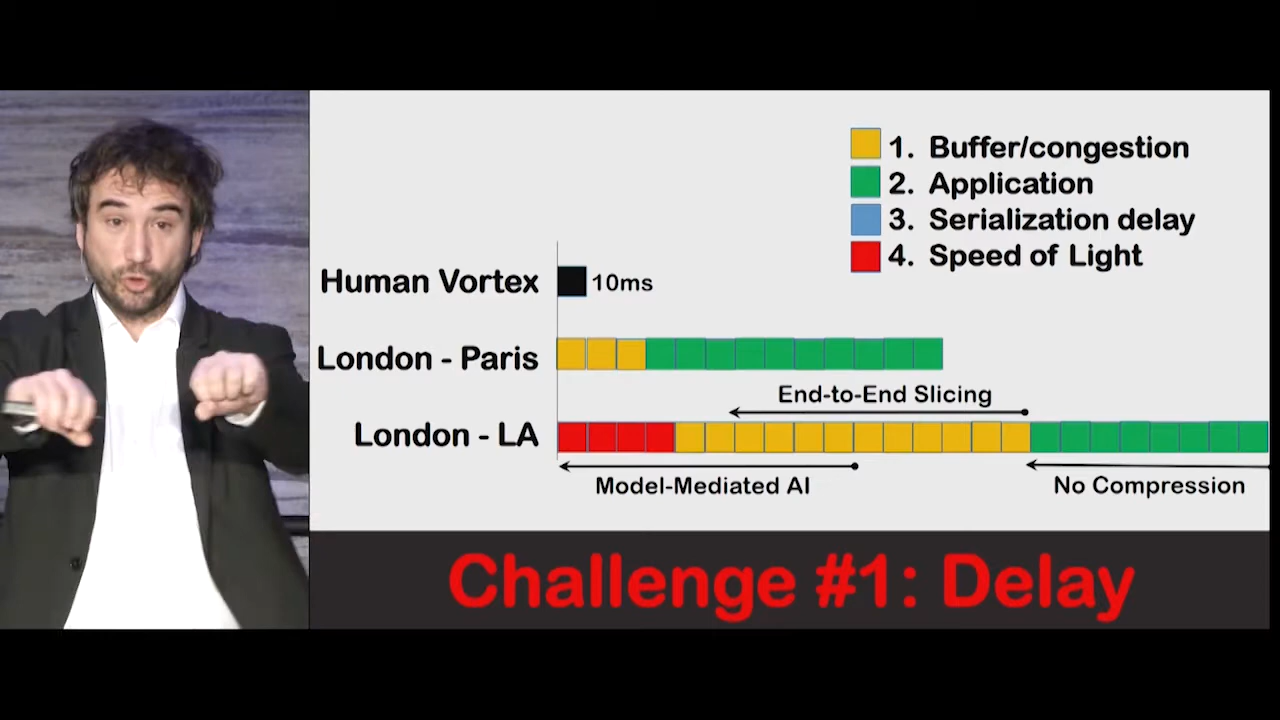 1. Buffer/congestion
2. Application
3. Serialization delay
4. Speed of Light
Human Vortex
10ms
London - Paris
End-to-End Slicing
London - LA
Model-Mediated AI
No Compression
Challenge #1: Delay